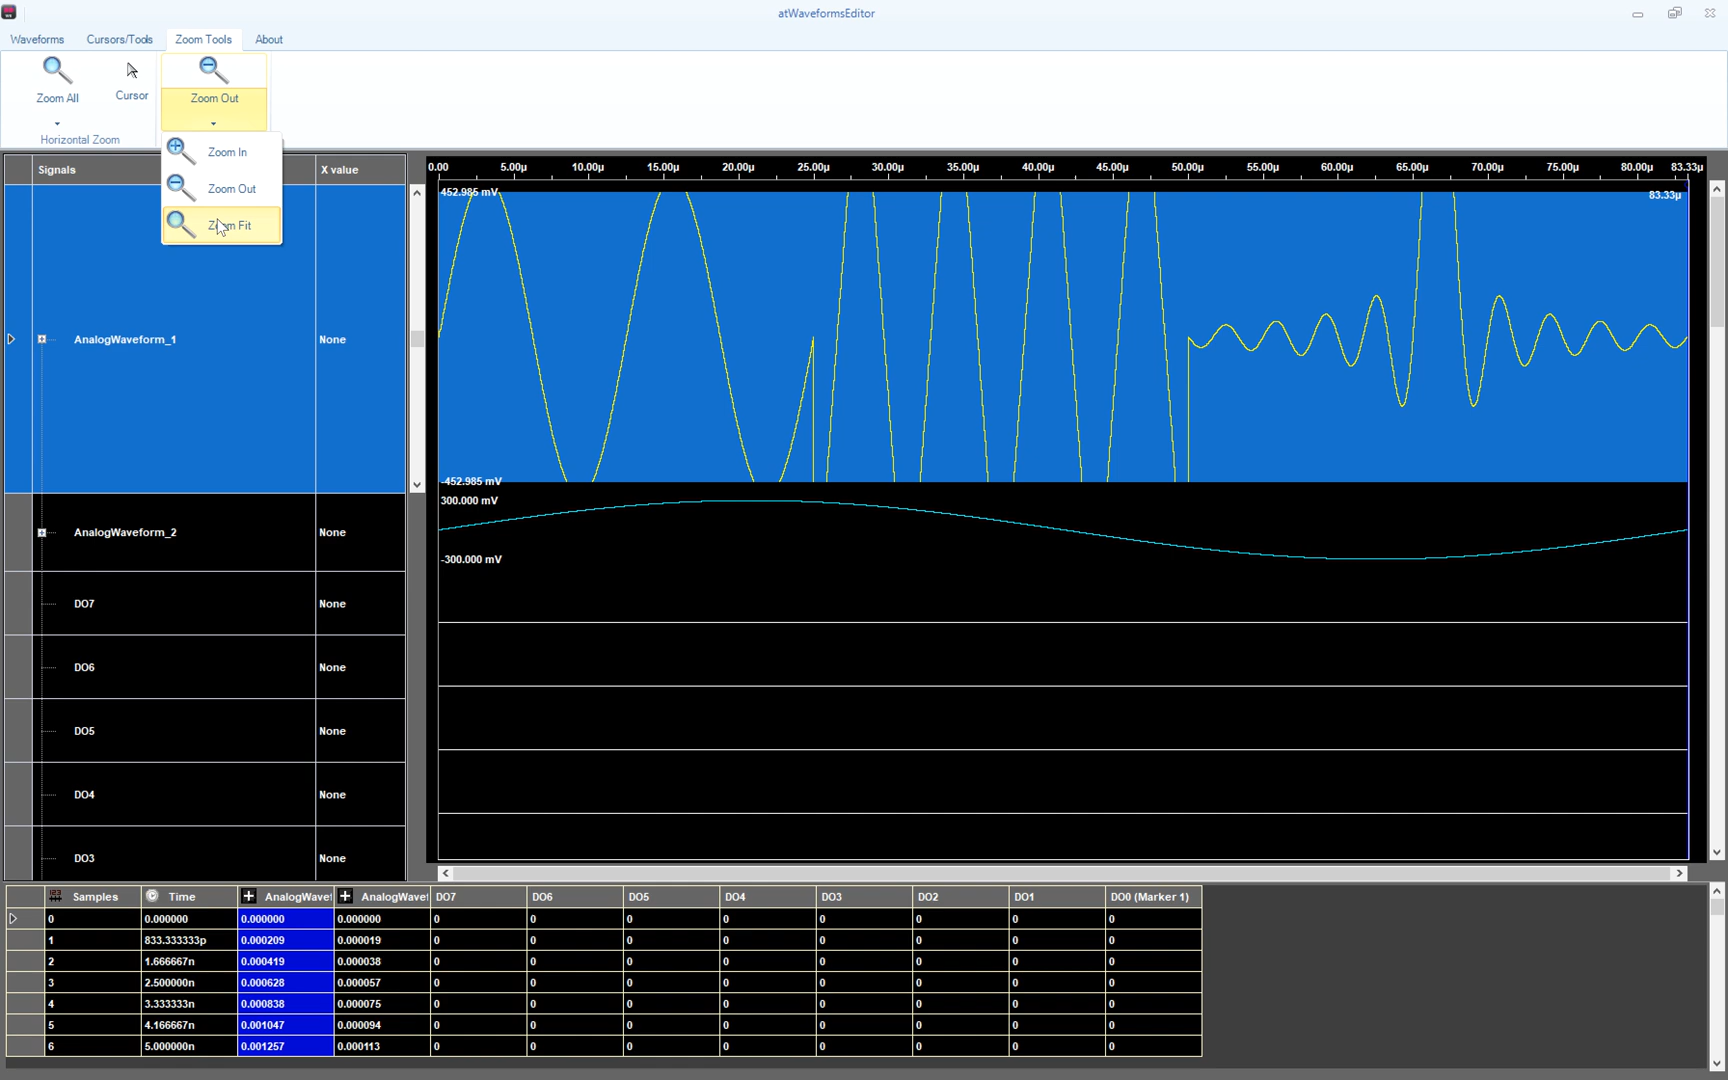 atWaveformsEditor
Waveforms Cursors/Tools Zoom Tools About
Zoom All Cursor Zoom Out
Horizontal Zoom
Zoom In
Zoom Out
Zoom Fit
Signals X value
AnalogWaveform_1 None
AnalogWaveform_2 None
DO7 None
DO6 None
DO5 None
DO4 None
DO3 None
0.00 5.00µ 10.00µ 15.00µ 20.00µ 25.00µ 30.00µ 35.00µ 40.00µ 45.00µ 50.00µ 55.00µ 60.00µ 65.00µ 70.00µ 75.00µ 80.00µ 83.33µ
452.985 mV 83.33µ
-452.985 mV
300.000 mV
-300.000 mV
Samples Time AnalogWavef AnalogWavef DO7 DO6 DO5 DO4 DO3 DO2 DO1 DO0 (Marker 1)
0 0.000000 0.000000 0.000000 0 0 0 0 0 0 0 0
1 833.333333p 0.000209 0.000019 0 0 0 0 0 0 0 0
2 1.666667n 0.000419 0.000038 0 0 0 0 0 0 0 0
3 2.500000n 0.000628 0.000057 0 0 0 0 0 0 0 0
4 3.333333n 0.000838 0.000075 0 0 0 0 0 0 0 0
5 4.166667n 0.001047 0.000094 0 0 0 0 0 0 0 0
6 5.000000n 0.001257 0.000113 0 0 0 0 0 0 0 0